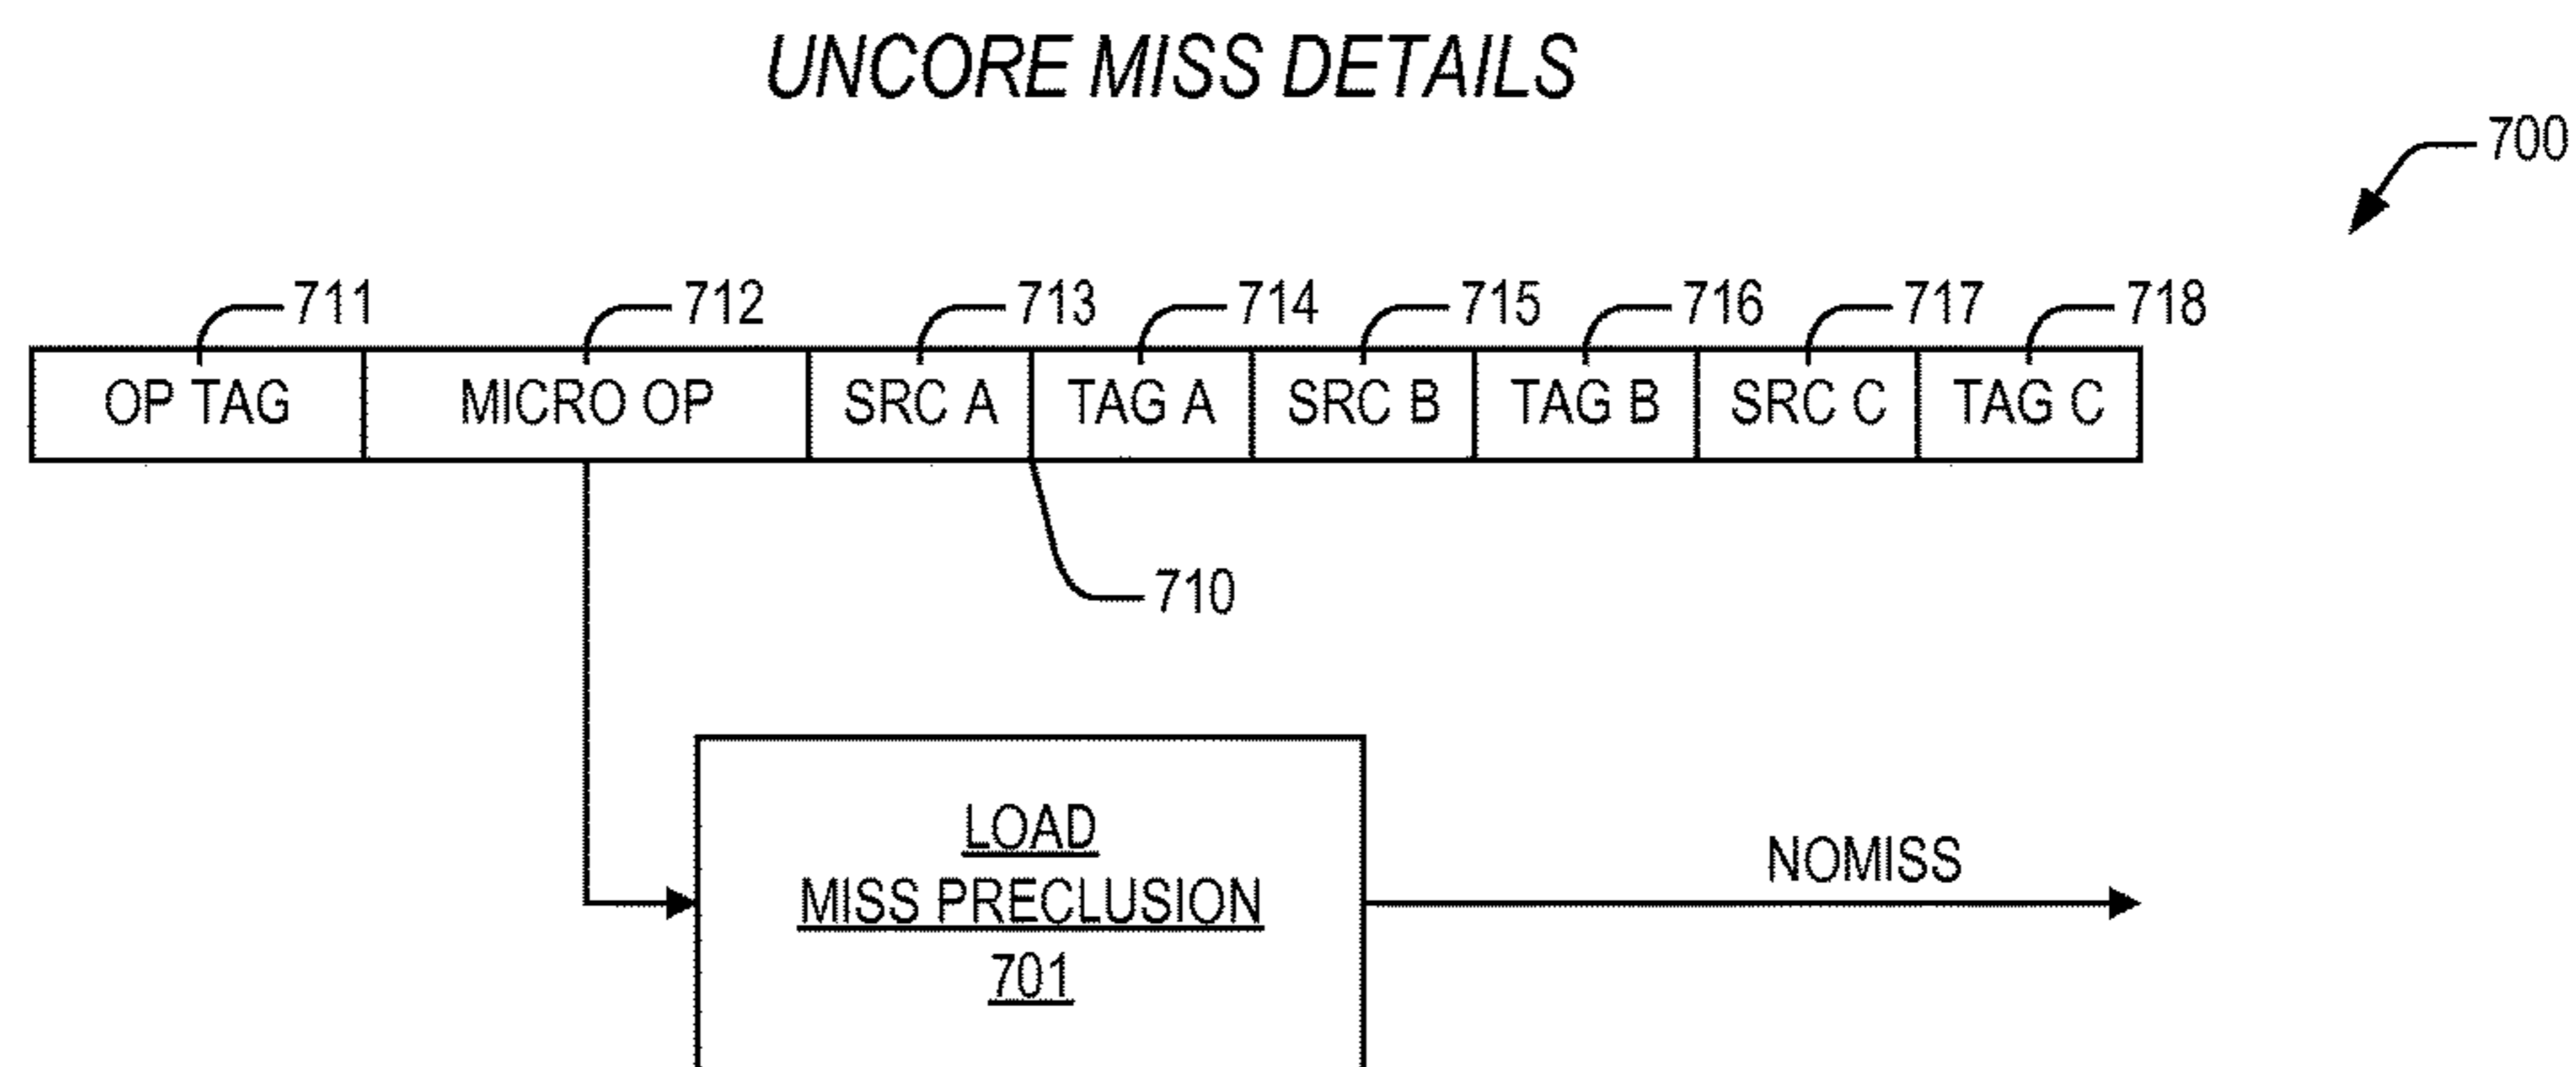 UNCORE MISS DETAILS
700
711 712 713 714 715 716 717 718
OP TAG MICRO OP SRC A TAG A SRC B TAG B SRC C TAG C
710
LOAD
MISS PRECLUSION
701
NOMISS